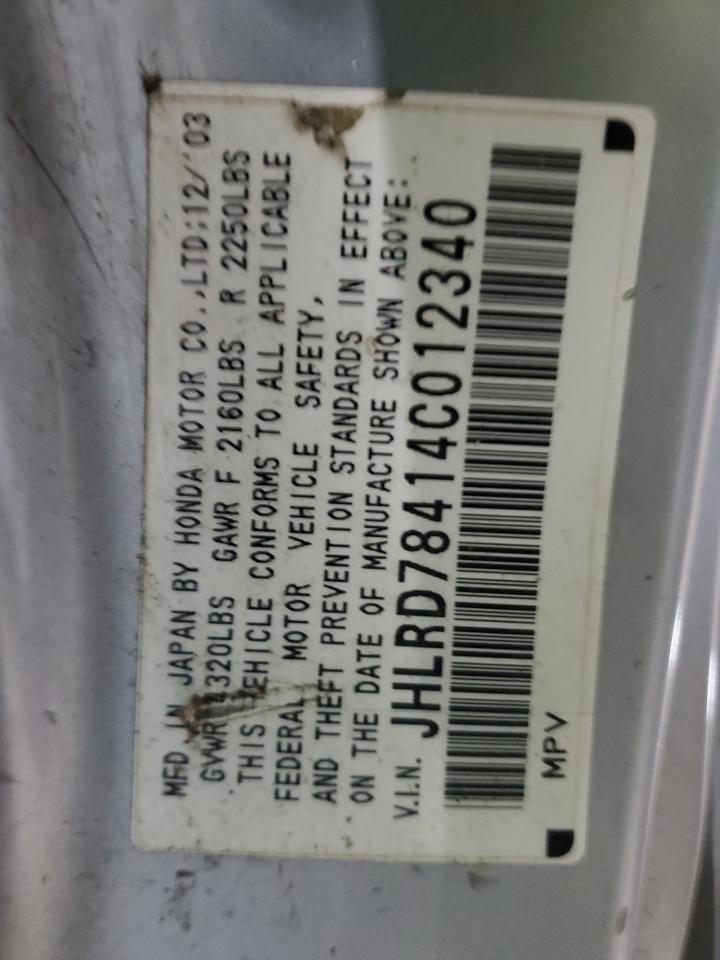 MFD IN JAPAN BY HONDA MOTOR CO.,LTD:12/'03
GVWR 4320LBS GAWR F 2160LBS R 2250LBS
THIS VEHICLE CONFORMS TO ALL APPLICABLE
FEDERAL MOTOR VEHICLE SAFETY,
AND THEFT PREVENTION STANDARDS IN EFFECT
ON THE DATE OF MANUFACTURE SHOWN ABOVE:
V.I.N. JHLRD78414C012340
MPV